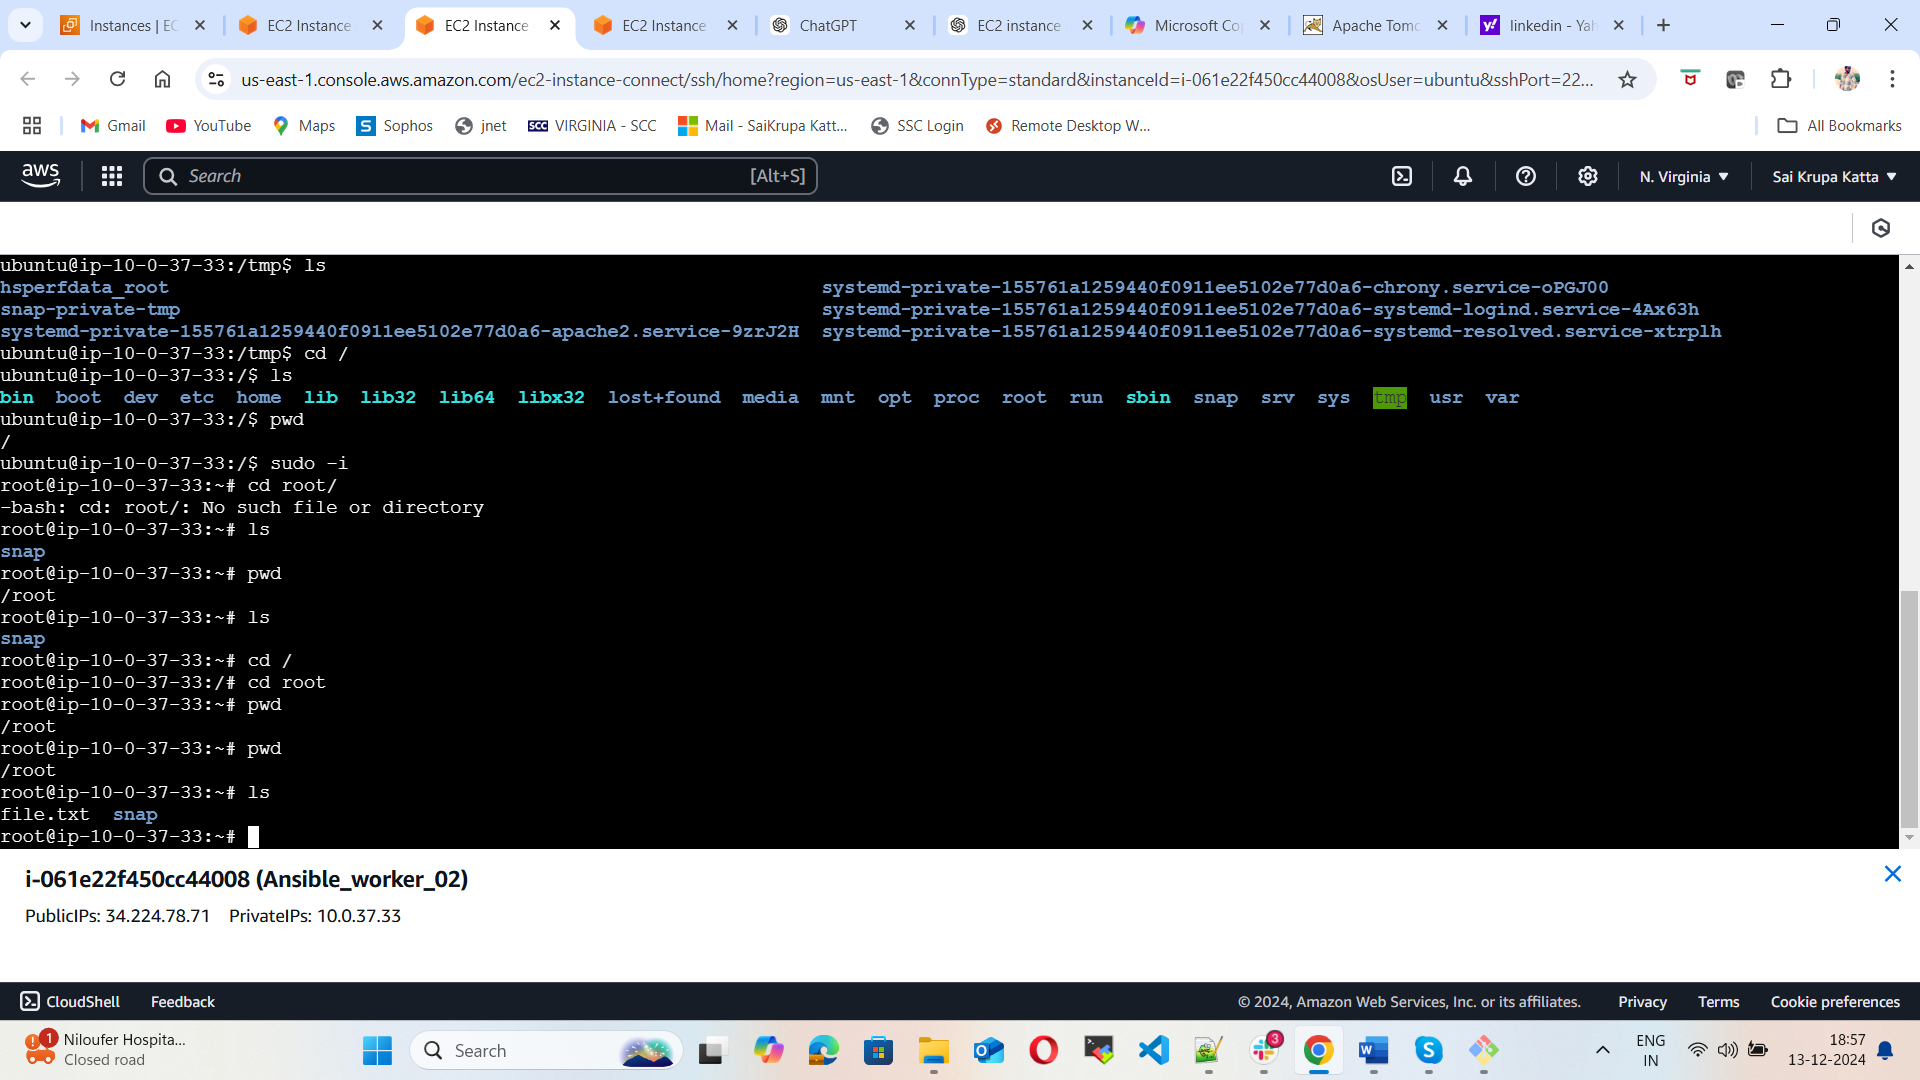 Instances | EC
EC2 Instance
EC2 Instance
EC2 Instance
ChatGPT
EC2 instance
Microsoft Co
Apache Tomc
linkedin - Yah
us-east-1.console.aws.amazon.com/ec2-instance-connect/ssh/home?region=us-east-1&connType=standard&instanceId=i-061e22f450cc44008&osUser=ubuntu&sshPort=22...
Gmail
YouTube
Maps
Sophos
jnet
SCC VIRGINIA - SCC
Mail - SaiKrupa Katt...
SSC Login
Remote Desktop W...
All Bookmarks
aws
Search
[Alt+S]
N. Virginia
Sai Krupa Katta
ubuntu@ip-10-0-37-33:/tmp$ ls
hsperfdata_root systemd-private-155761a1259440f0911ee5102e77d0a6-chrony.service-oPGJ00
snap-private-tmp systemd-private-155761a1259440f0911ee5102e77d0a6-systemd-logind.service-4Ax63h
systemd-private-155761a1259440f0911ee5102e77d0a6-apache2.service-9zrJ2H systemd-private-155761a1259440f0911ee5102e77d0a6-systemd-resolved.service-xtrplh
ubuntu@ip-10-0-37-33:/tmp$ cd /
ubuntu@ip-10-0-37-33:/$ ls
bin boot dev etc home lib lib32 lib64 libx32 lost+found media mnt opt proc root run sbin snap srv sys tmp usr var
ubuntu@ip-10-0-37-33:/$ pwd
/
ubuntu@ip-10-0-37-33:/$ sudo -i
root@ip-10-0-37-33:~# cd root/
-bash: cd: root/: No such file or directory
root@ip-10-0-37-33:~# ls
snap
root@ip-10-0-37-33:~# pwd
/root
root@ip-10-0-37-33:~# ls
snap
root@ip-10-0-37-33:~# cd /
root@ip-10-0-37-33:/# cd root
root@ip-10-0-37-33:~# pwd
/root
root@ip-10-0-37-33:~# pwd
/root
root@ip-10-0-37-33:~# ls
file.txt snap
root@ip-10-0-37-33:~#
i-061e22f450cc44008 (Ansible_worker_02)
PublicIPs: 34.224.78.71 PrivateIPs: 10.0.37.33
CloudShell
Feedback
© 2024, Amazon Web Services, Inc. or its affiliates.
Privacy
Terms
Cookie preferences
1
Niloufer Hospita...
Closed road
Search
3
ENG
IN
18:57
13-12-2024